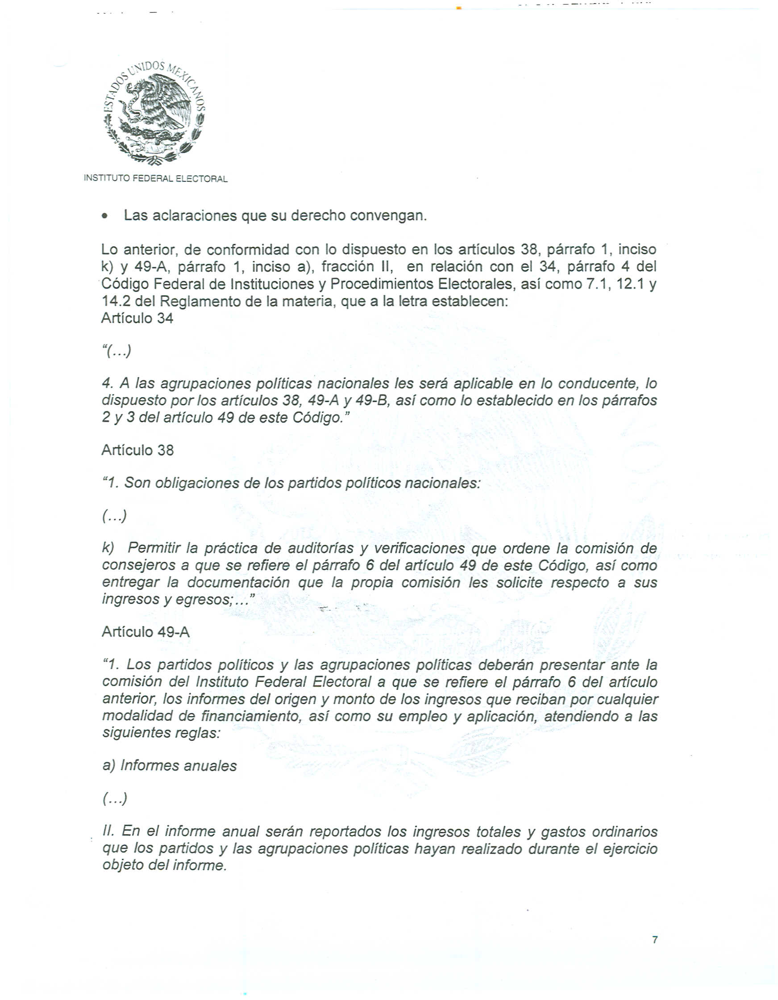 ESTADOS UNIDOS MEXICANOS
INSTITUTO FEDERAL ELECTORAL
• Las aclaraciones que su derecho convengan.
Lo anterior, de conformidad con lo dispuesto en los artículos 38, párrafo 1, inciso
k) y 49-A, párrafo 1, inciso a), fracción II, en relación con el 34, párrafo 4 del
Código Federal de Instituciones y Procedimientos Electorales, así como 7.1, 12.1 y
14.2 del Reglamento de la materia, que a la letra establecen:
Artículo 34
“(...)
4. A las agrupaciones políticas nacionales les será aplicable en lo conducente, lo
dispuesto por los artículos 38, 49-A y 49-B, así como lo establecido en los párrafos
2 y 3 del artículo 49 de este Código.”
Artículo 38
“1. Son obligaciones de los partidos políticos nacionales:
(...)
k) Permitir la práctica de auditorías y verificaciones que ordene la comisión de
consejeros a que se refiere el párrafo 6 del artículo 49 de este Código, así como
entregar la documentación que la propia comisión les solicite respecto a sus
ingresos y egresos;...”
Artículo 49-A
“1. Los partidos políticos y las agrupaciones políticas deberán presentar ante la
comisión del Instituto Federal Electoral a que se refiere el párrafo 6 del artículo
anterior, los informes del origen y monto de los ingresos que reciban por cualquier
modalidad de financiamiento, así como su empleo y aplicación, atendiendo a las
siguientes reglas:
a) Informes anuales
(...)
II. En el informe anual serán reportados los ingresos totales y gastos ordinarios
que los partidos y las agrupaciones políticas hayan realizado durante el ejercicio
objeto del informe.
7